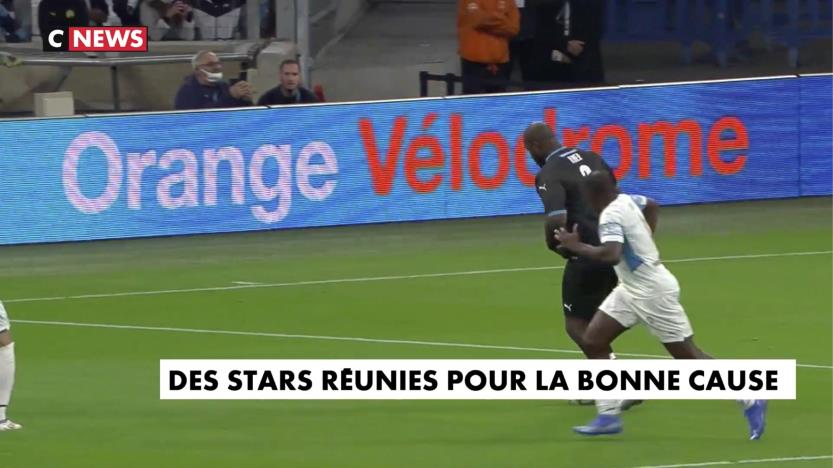 CNEWS
Orange Vélodrome
DES STARS RÉUNIES POUR LA BONNE CAUSE